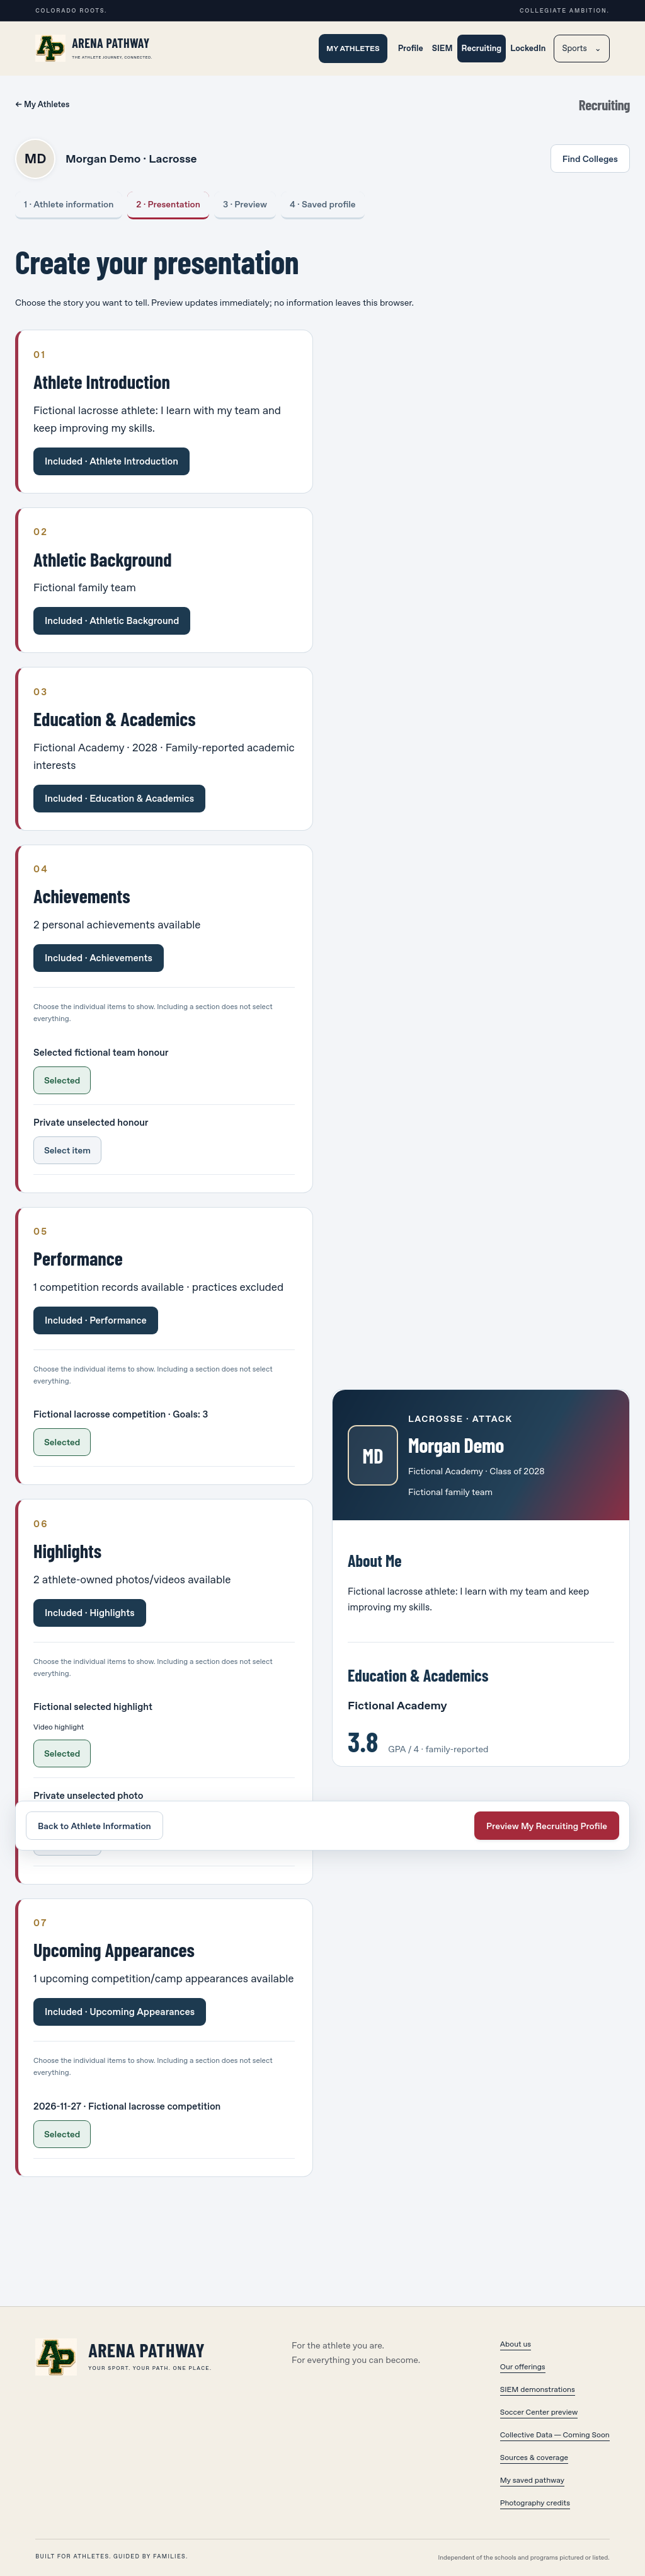 COLORADO ROOTS.
COLLEGIATE AMBITION.
AP
ARENA PATHWAY
THE ATHLETE JOURNEY, CONNECTED.
MY ATHLETES
Profile
SIEM
Recruiting
LockedIn
Sports
← My Athletes
Recruiting
MD
Morgan Demo · Lacrosse
Find Colleges
1 · Athlete information
2 · Presentation
3 · Preview
4 · Saved profile
Create your presentation
Choose the story you want to tell. Preview updates immediately; no information leaves this browser.
01
Athlete Introduction
Fictional lacrosse athlete: I learn with my team and
keep improving my skills.
Included · Athlete Introduction
02
Athletic Background
Fictional family team
Included · Athletic Background
03
Education & Academics
Fictional Academy · 2028 · Family-reported academic
interests
Included · Education & Academics
04
Achievements
2 personal achievements available
Included · Achievements
Choose the individual items to show. Including a section does not select
everything.
Selected fictional team honour
Selected
Private unselected honour
Select item
05
Performance
1 competition records available · practices excluded
Included · Performance
Choose the individual items to show. Including a section does not select
everything.
Fictional lacrosse competition · Goals: 3
Selected
06
Highlights
2 athlete-owned photos/videos available
Included · Highlights
Choose the individual items to show. Including a section does not select
everything.
Fictional selected highlight
Video highlight
Selected
Private unselected photo
LACROSSE · ATTACK
MD
Morgan Demo
Fictional Academy · Class of 2028
Fictional family team
About Me
Fictional lacrosse athlete: I learn with my team and keep
improving my skills.
Education & Academics
Fictional Academy
3.8 GPA / 4 · family-reported
Back to Athlete Information
Preview My Recruiting Profile
07
Upcoming Appearances
1 upcoming competition/camp appearances available
Included · Upcoming Appearances
Choose the individual items to show. Including a section does not select
everything.
2026-11-27 · Fictional lacrosse competition
Selected
AP
ARENA PATHWAY
YOUR SPORT. YOUR PATH. ONE PLACE.
For the athlete you are.
For everything you can become.
About us
Our offerings
SIEM demonstrations
Soccer Center preview
Collective Data — Coming Soon
Sources & coverage
My saved pathway
Photography credits
BUILT FOR ATHLETES. GUIDED BY FAMILIES.
Independent of the schools and programs pictured or listed.